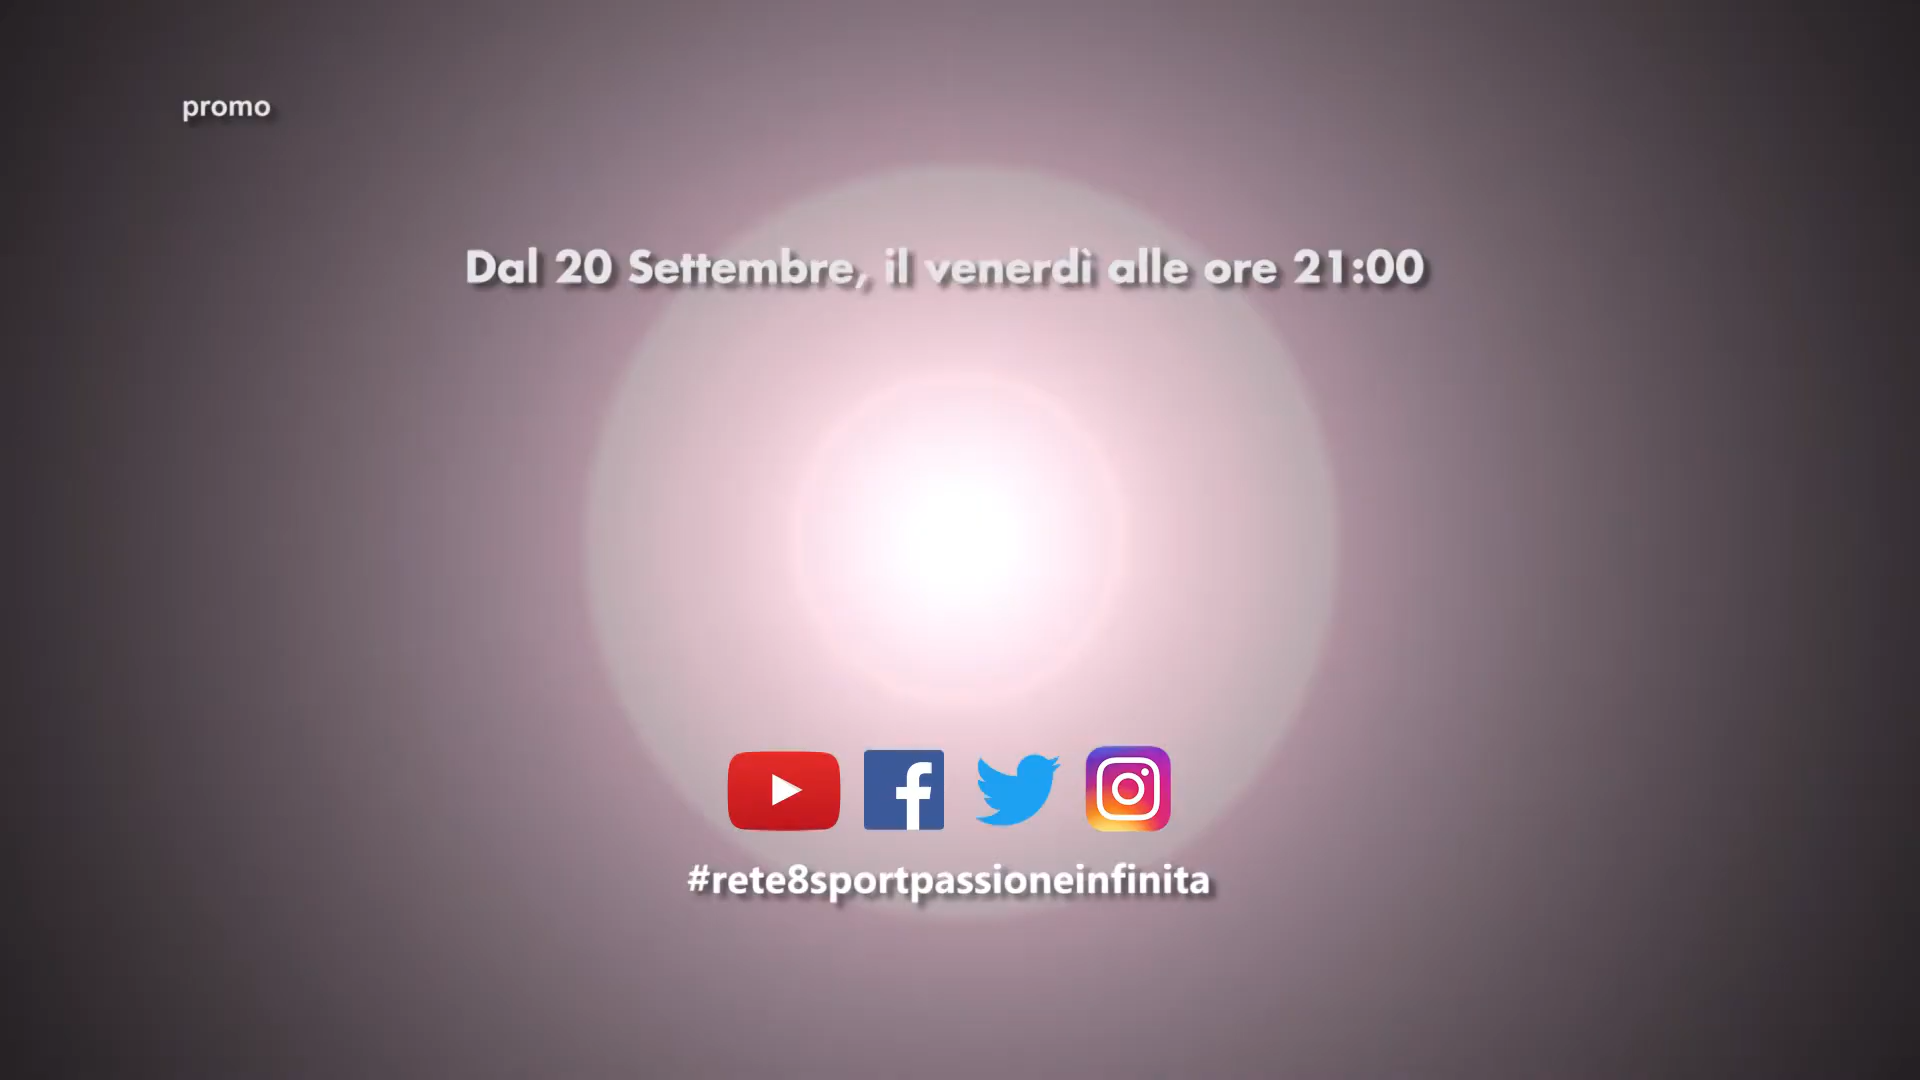 promo
Dal 20 Settembre, il venerdì alle ore 21:00
#rete8sportpassioneinfinita